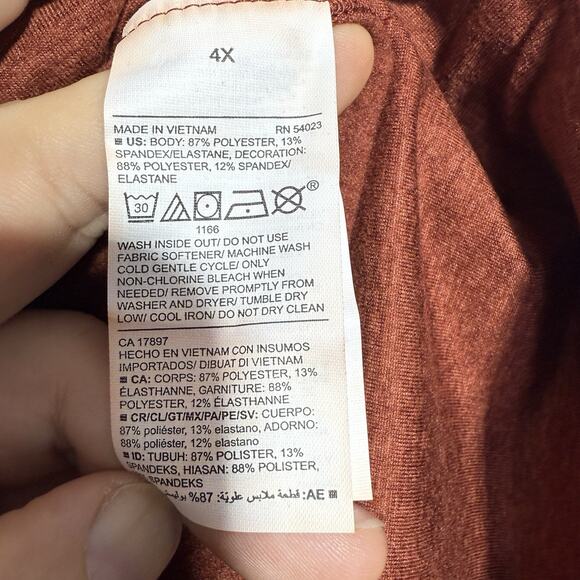 4X
MADE IN VIETNAM RN 54023
US: BODY: 87% POLYESTER, 13%
SPANDEX/ELASTANE, DECORATION:
88% POLYESTER, 12% SPANDEX/
ELASTANE
30 ®
1166
WASH INSIDE OUT/ DO NOT USE
FABRIC SOFTENER/ MACHINE WASH
COLD GENTLE CYCLE/ ONLY
NON-CHLORINE BLEACH WHEN
NEEDED/ REMOVE PROMPTLY FROM
WASHER AND DRYER/ TUMBLE DRY
LOW/ COOL IRON/ DO NOT DRY CLEAN
CA 17897
HECHO EN VIETNAM CON INSUMOS
IMPORTADOS/ DIBUAT DI VIETNAM
CA: CORPS: 87% POLYESTER, 13%
ÉLASTHANNE, GARNITURE: 88%
POLYESTER, 12% ÉLASTHANNE
CR/CL/GT/MX/PA/PE/SV: CUERPO:
87% poliéster, 13% elastano, ADORNO:
88% poliéster, 12% elastano
ID: TUBUH: 87% POLISTER, 13%
SPANDEKS, HIASAN: 88% POLISTER,
SPANDEKS
AE: قطعة ملابس علويّة: 87%